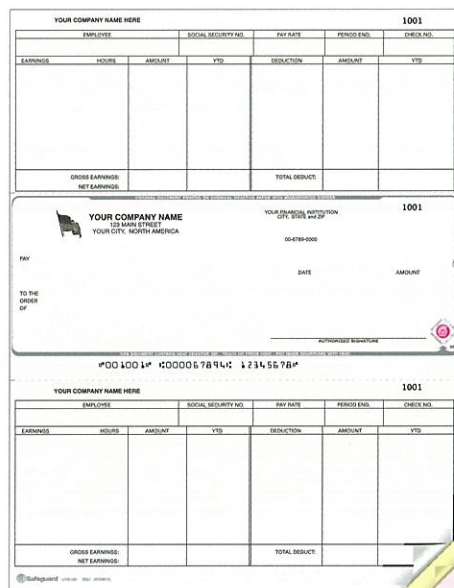 YOUR COMPANY NAME HERE 1001
EMPLOYEE SOCIAL SECURITY NO. PAY RATE PERIOD END. CHECK NO.
EARNINGS HOURS AMOUNT YTD DEDUCTION AMOUNT YTD
GROSS EARNINGS: TOTAL DEDUCT:
NET EARNINGS:
YOUR COMPANY NAME
123 MAIN STREET
YOUR CITY, NORTH AMERICA
YOUR FINANCIAL INSTITUTION
CITY, STATE and ZIP
00-6789-0000
1001
PAY
DATE AMOUNT
TO THE
ORDER
OF
AUTHORIZED SIGNATURE
⑈001001⑈ ⑆000067894⑆ 12345678⑈
YOUR COMPANY NAME HERE 1001
EMPLOYEE SOCIAL SECURITY NO. PAY RATE PERIOD END. CHECK NO.
EARNINGS HOURS AMOUNT YTD DEDUCTION AMOUNT YTD
GROSS EARNINGS: TOTAL DEDUCT:
NET EARNINGS:
Safeguard